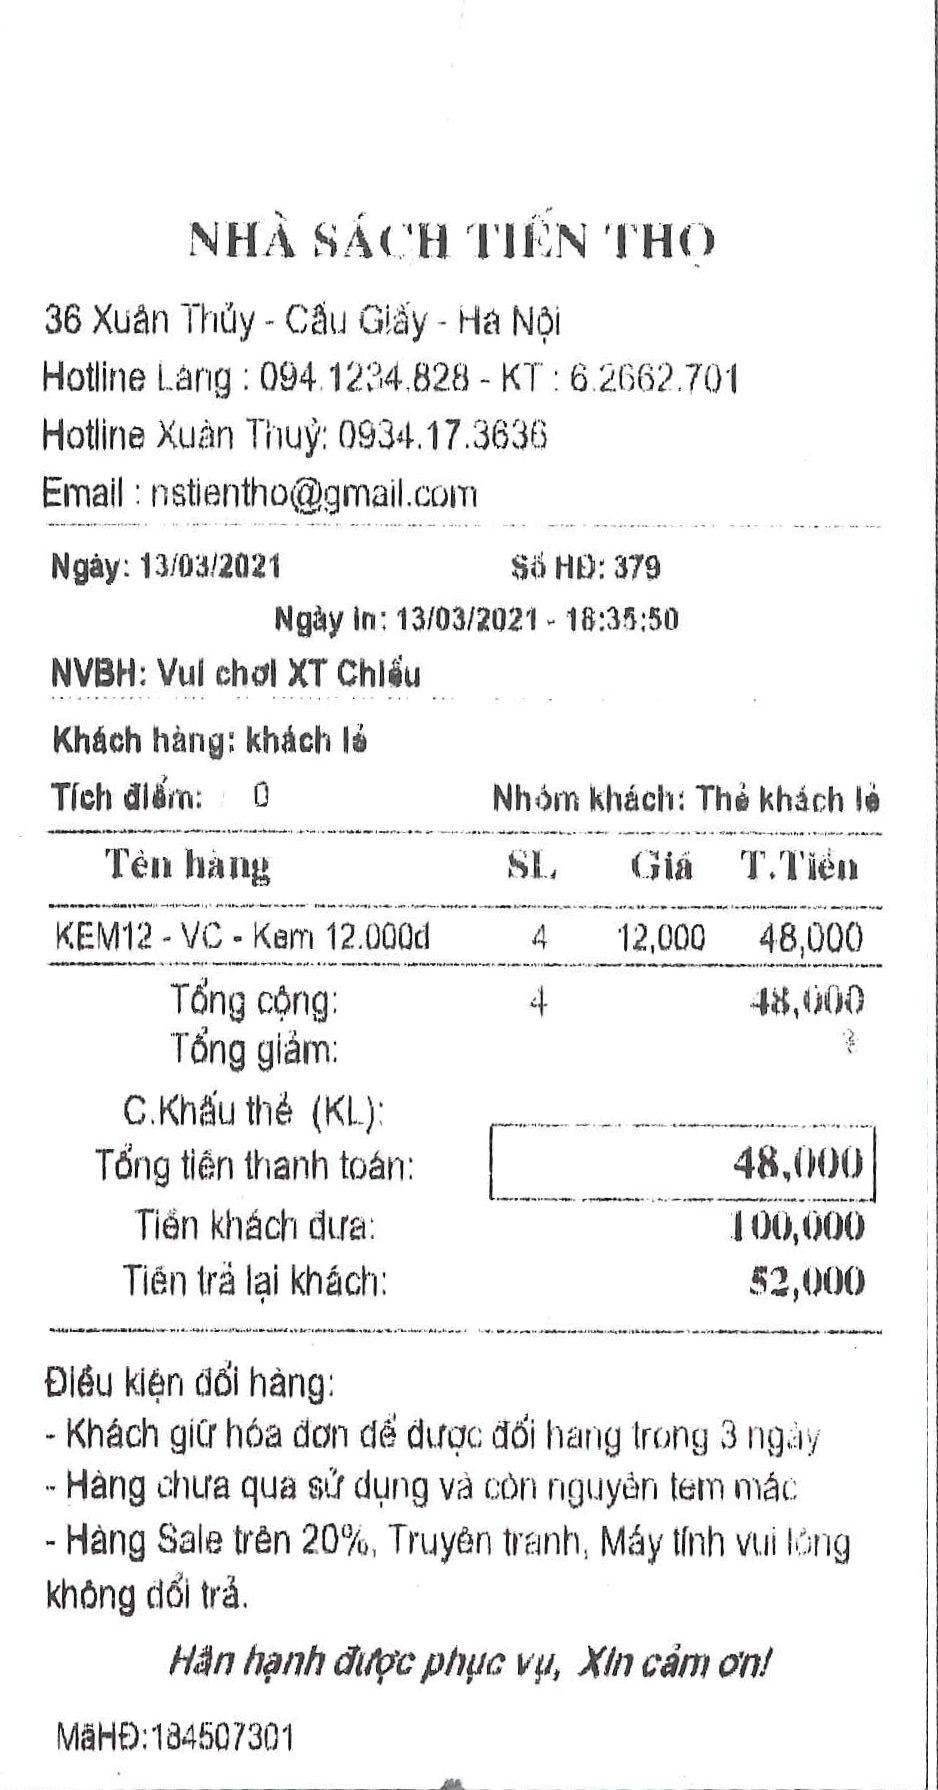 NHÀ SÁCH TIẾN THỌ
36 Xuân Thủy - Cầu Giấy - Hà Nội
Hotline Láng : 094.1234.828 - KT : 6.2662.701
Hotline Xuân Thuỷ: 0934.17.3636
Email : nstientho@gmail.com
Ngày: 13/03/2021 Số HĐ: 379
Ngày in: 13/03/2021 - 18:35:50
NVBH: Vui chơi XT Chiều
Khách hàng: khách lẻ
Tích điểm: 0 Nhóm khách: Thẻ khách lẻ
Tên hàng SL Giá T.Tiền
KEM12 - VC - Kem 12.000đ 4 12,000 48,000
Tổng cộng: 4 48,000
Tổng giảm:
C.Khấu thẻ (KL):
Tổng tiền thanh toán: 48,000
Tiền khách đưa: 100,000
Tiền trả lại khách: 52,000
Điều kiện đổi hàng:
- Khách giữ hóa đơn để được đổi hàng trong 3 ngày
- Hàng chưa qua sử dụng và còn nguyên tem mác
- Hàng Sale trên 20%, Truyện tranh, Máy tính vui lòng
không đổi trả.
Hân hạnh được phục vụ, Xin cảm ơn!
MãHĐ:184507301